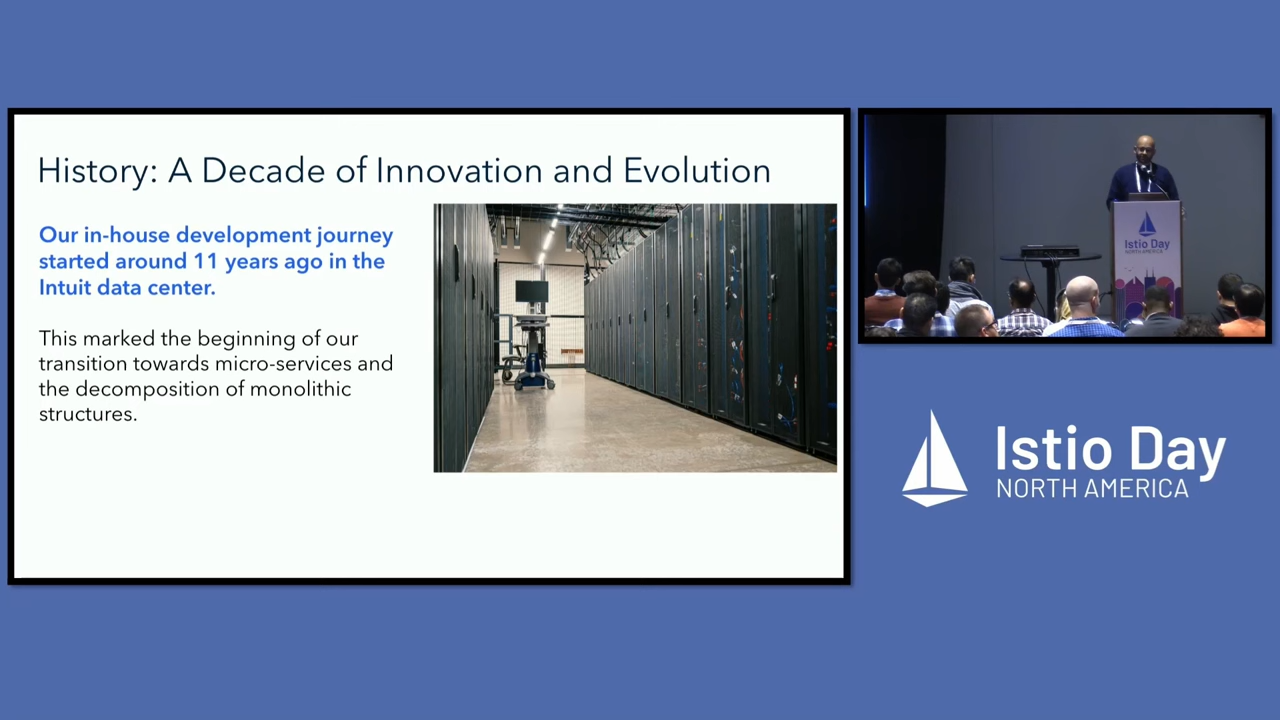 History: A Decade of Innovation and Evolution
Our in-house development journey
started around 11 years ago in the
Intuit data center.
This marked the beginning of our
transition towards micro-services and
the decomposition of monolithic
structures.
Istio Day
NORTH AMERICA
Istio Day
NORTH AMERICA